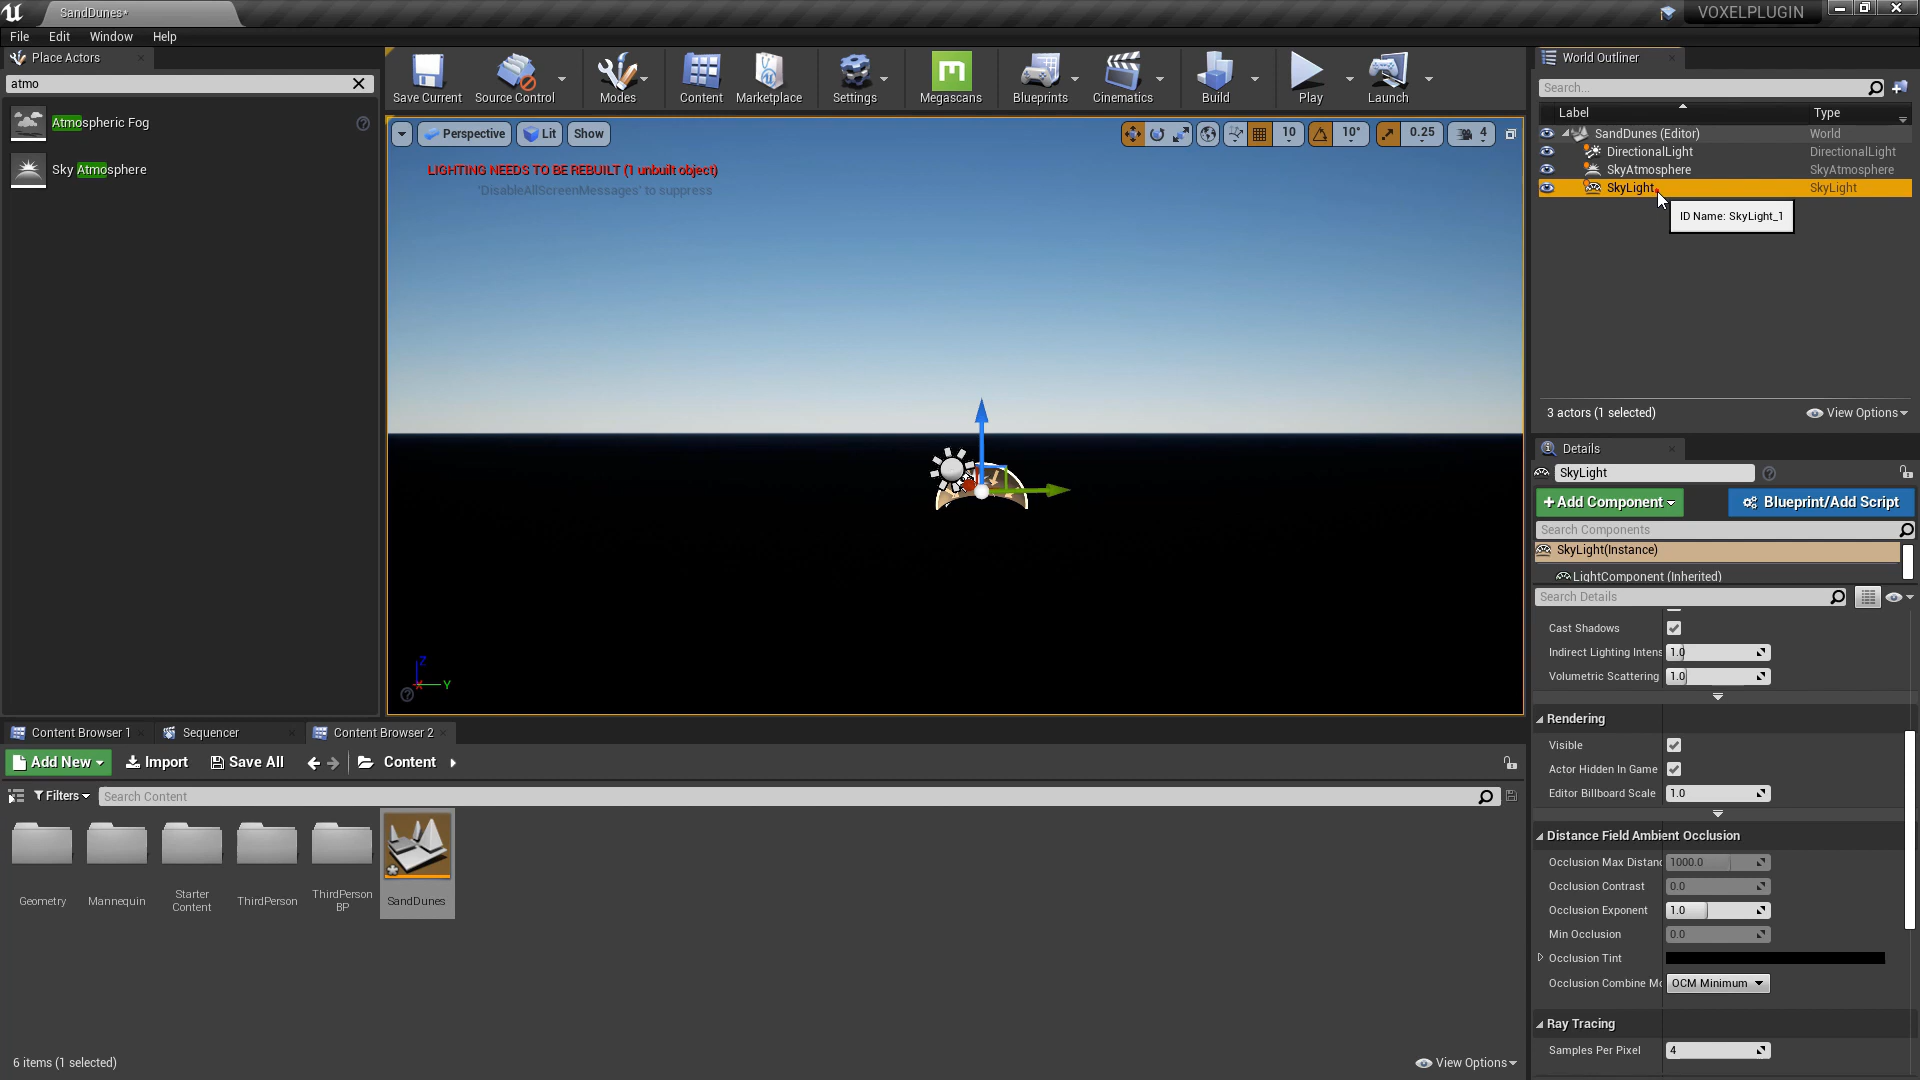 SandDunes*
VOXELPLUGIN
File Edit Window Help
Place Actors
atmo
Atmospheric Fog
Sky Atmosphere
Save Current
Source Control
Modes
Content
Marketplace
Settings
Megascans
Blueprints
Cinematics
Build
Play
Launch
Perspective Lit Show
10 10° 0.25 4
LIGHTING NEEDS TO BE REBUILT (1 unbuilt object)
'DisableAllScreenMessages' to suppress
Z
X Y
World Outliner
Search...
Label Type
SandDunes (Editor) World
DirectionalLight DirectionalLight
SkyAtmosphere SkyAtmosphere
SkyLight SkyLight
ID Name: SkyLight_1
3 actors (1 selected) View Options
Details
SkyLight
+Add Component Blueprint/Add Script
Search Components
SkyLight(Instance)
LightComponent (Inherited)
Search Details
Cast Shadows
Indirect Lighting Intens 1.0
Volumetric Scattering 1.0
Rendering
Visible
Actor Hidden In Game
Editor Billboard Scale 1.0
Distance Field Ambient Occlusion
Occlusion Max Distanc 1000.0
Occlusion Contrast 0.0
Occlusion Exponent 1.0
Min Occlusion 0.0
Occlusion Tint
Occlusion Combine Mo OCM Minimum
Ray Tracing
Samples Per Pixel 4
Content Browser 1 Sequencer Content Browser 2
Add New Import Save All Content
Filters Search Content
Geometry
Mannequin
Starter
Content
ThirdPerson
ThirdPerson
BP
SandDunes
6 items (1 selected) View Options